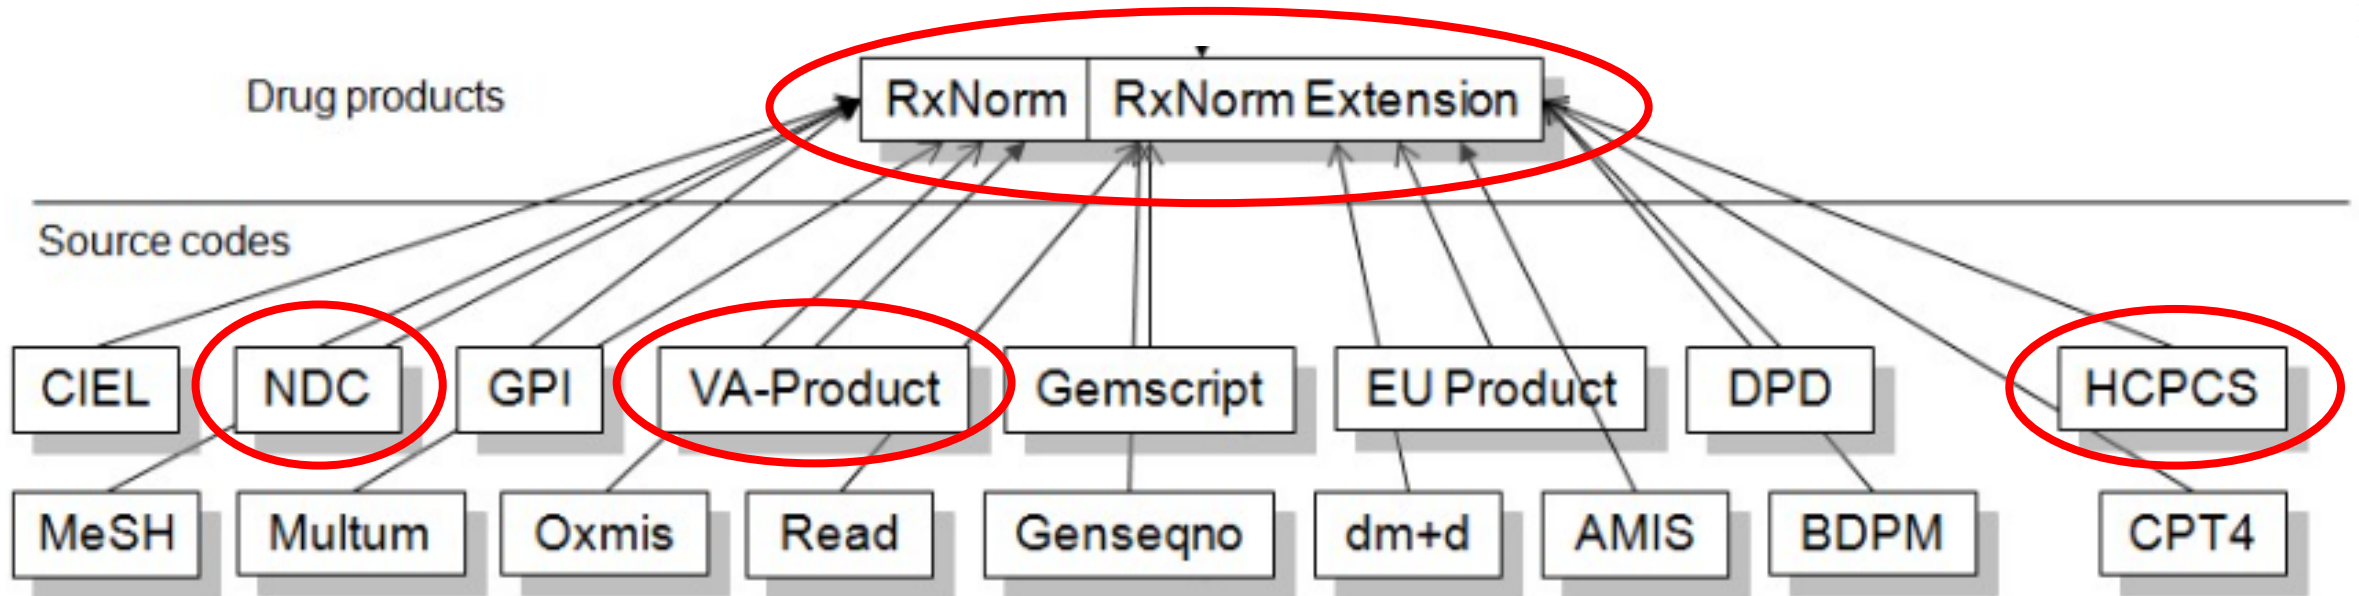 Drug products
RxNorm
RxNorm Extension
Source codes
CIEL
NDC
GPI
VA-Product
Gemscript
EU Product
DPD
HCPCS
MeSH
Multum
Oxmis
Read
Genseqno
dm+d
AMIS
BDPM
CPT4